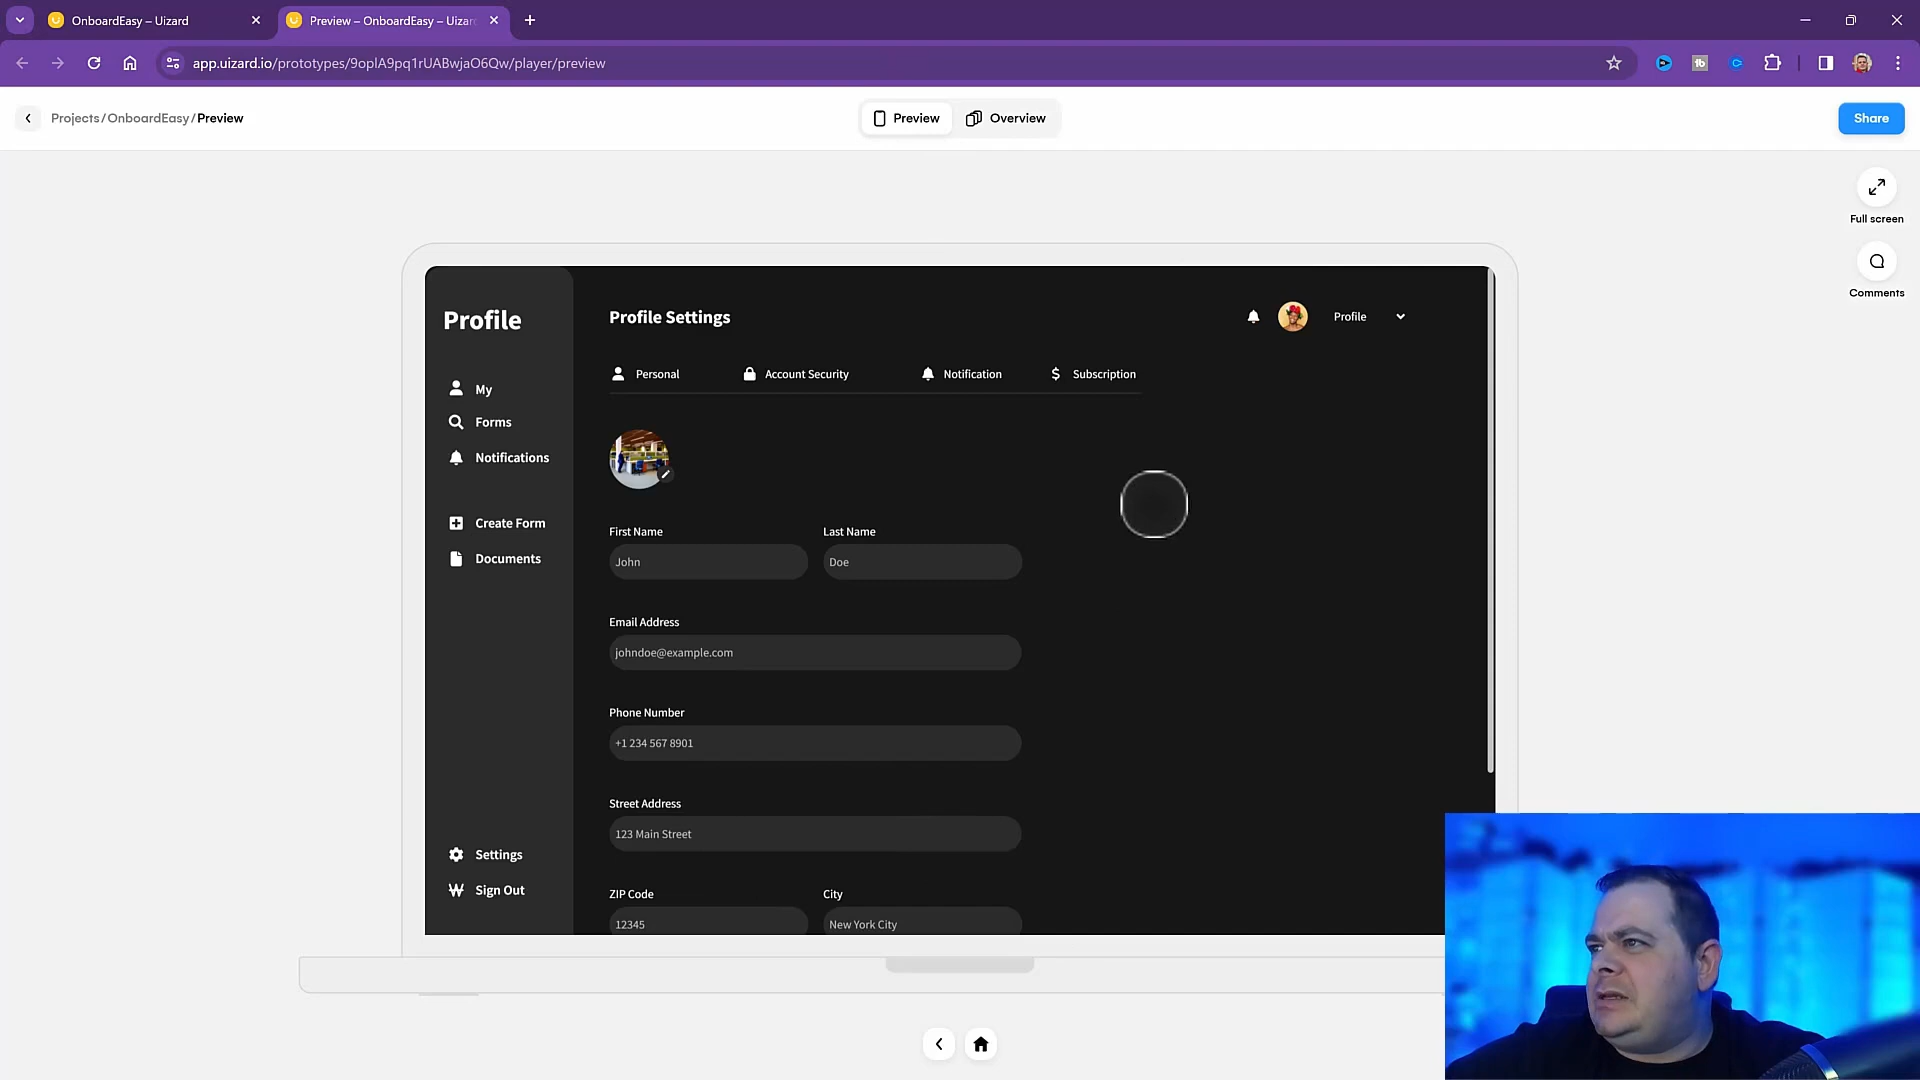 OnboardEasy – Uizard
Preview – OnboardEasy – Uizar
app.uizard.io/prototypes/9oplA9pq1rUABwjaO6Qw/player/preview
Projects/OnboardEasy/Preview
Preview
Overview
Share
Full screen
Comments
Profile
My
Forms
Notifications
Create Form
Documents
Settings
Sign Out
Profile Settings
Profile
Personal
Account Security
Notification
Subscription
First Name
Last Name
John
Doe
Email Address
johndoe@example.com
Phone Number
+1 234 567 8901
Street Address
123 Main Street
ZIP Code
City
12345
New York City